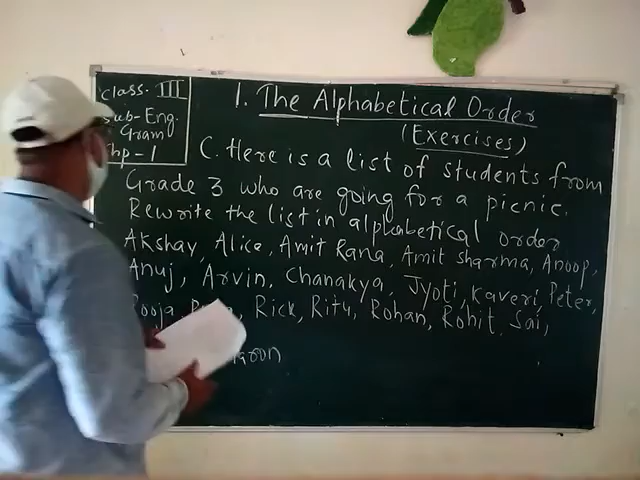 class- III
sub- Eng.
Gram
hp-1
1. The Alphabetical Order
(Exercises)
C. Here is a list of students from
Grade 3 who are going for a picnic.
Rewrite the list in alphabetical order
Akshay, Alice, Amit Rana, Amit Sharma, Anoop,
Anuj, Arvin, Chanakya, Jyoti, Kaveri, Peter,
Pooja, Rick, Ritu, Rohan, Rohit, Sai,